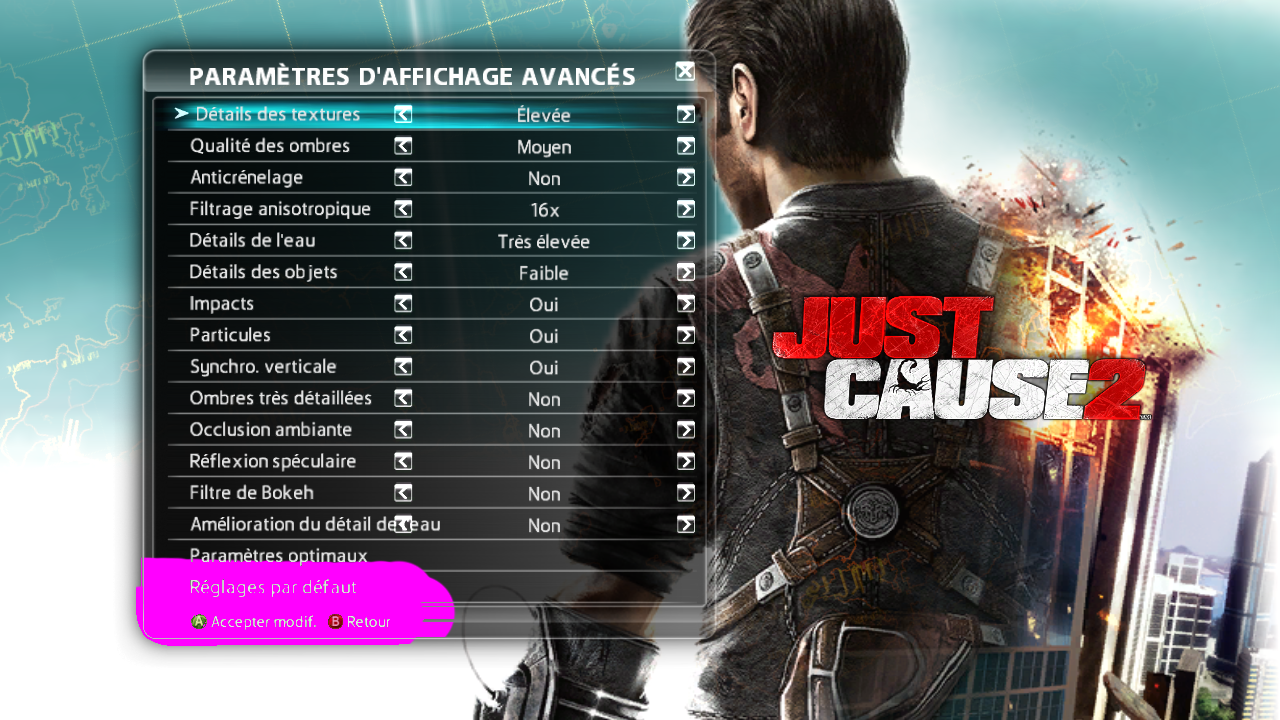 PARAMÈTRES D'AFFICHAGE AVANCÉS
Détails des textures Élevée
Qualité des ombres Moyen
Anticrénelage Non
Filtrage anisotropique 16x
Détails de l'eau Très élevée
Détails des objets Faible
Impacts Oui
Particules Oui
Synchro. verticale Oui
Ombres très détaillées Non
Occlusion ambiante Non
Réflexion spéculaire Non
Filtre de Bokeh Non
Amélioration du détail de l'eau Non
Paramètres optimaux
Réglages par défaut
A Accepter modif. B Retour
JUST
CAUSE 2